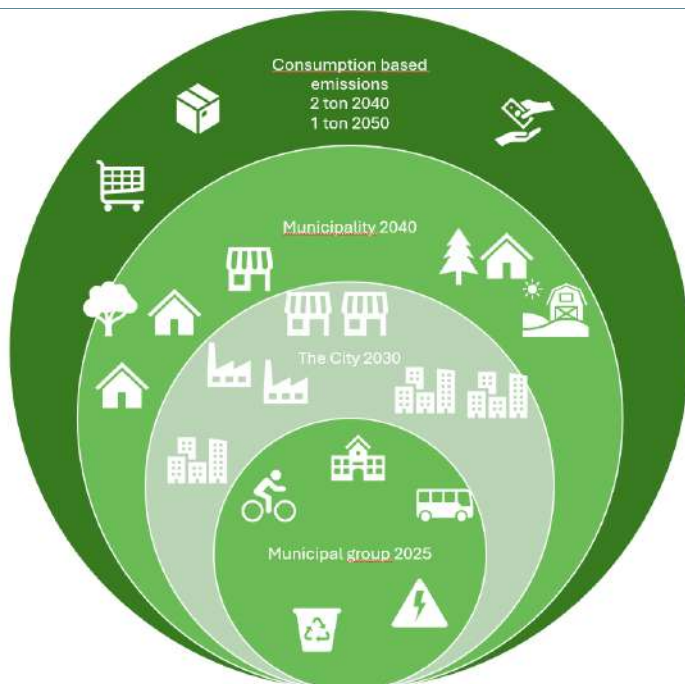 Consumption based
emissions
2 ton 2040
1 ton 2050
Municipality 2040
The City 2030
Municipal group 2025